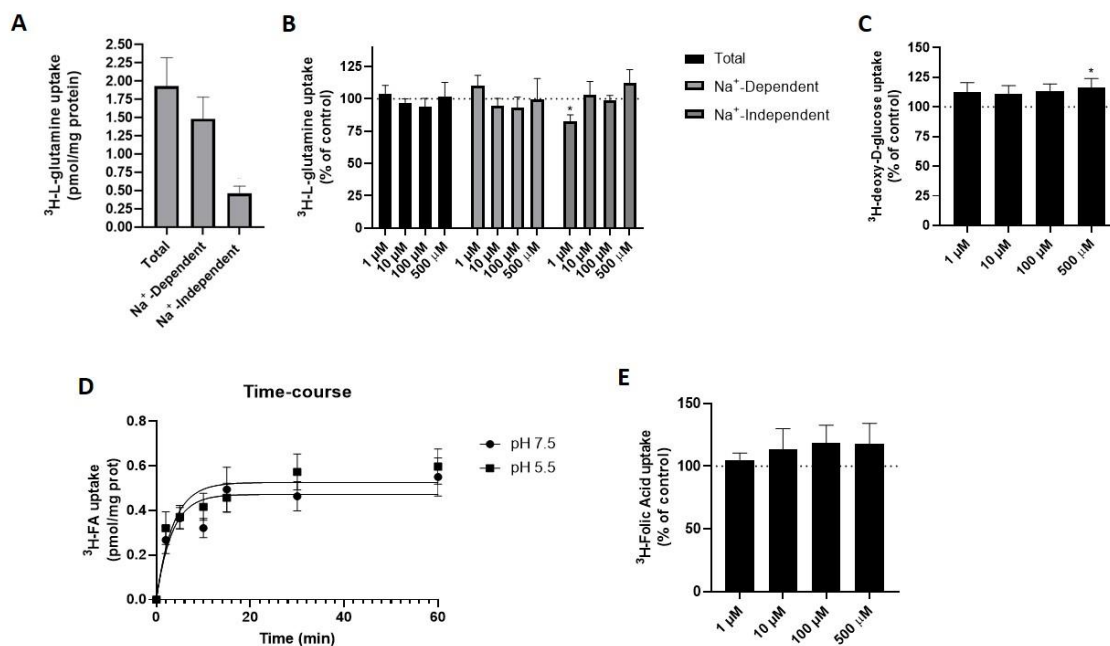 A
³H-L-glutamine uptake
(pmol/mg protein)
2.50
2.25
2.00
1.75
1.50
1.25
1.00
0.75
0.50
0.25
0.00
Total
Na⁺-Dependent
Na⁺-Independent
B
³H-L-glutamine uptake
(% of control)
125
100
75
50
25
0
*
1 µM
10 µM
100 µM
500 µM
1 µM
10 µM
100 µM
500 µM
1 µM
10 µM
100 µM
500 µM
Total
Na⁺-Dependent
Na⁺-Independent
C
³H-deoxy-D-glucose uptake
(% of control)
150
125
100
75
50
25
0
*
1 µM
10 µM
100 µM
500 µM
D
Time-course
³H-FA uptake
(pmol/mg prot)
0.8
0.6
0.4
0.2
0.0
0
20
40
60
Time (min)
pH 7.5
pH 5.5
E
³H-Folic Acid uptake
(% of control)
150
100
50
0
1 µM
10 µM
100 µM
500 µM